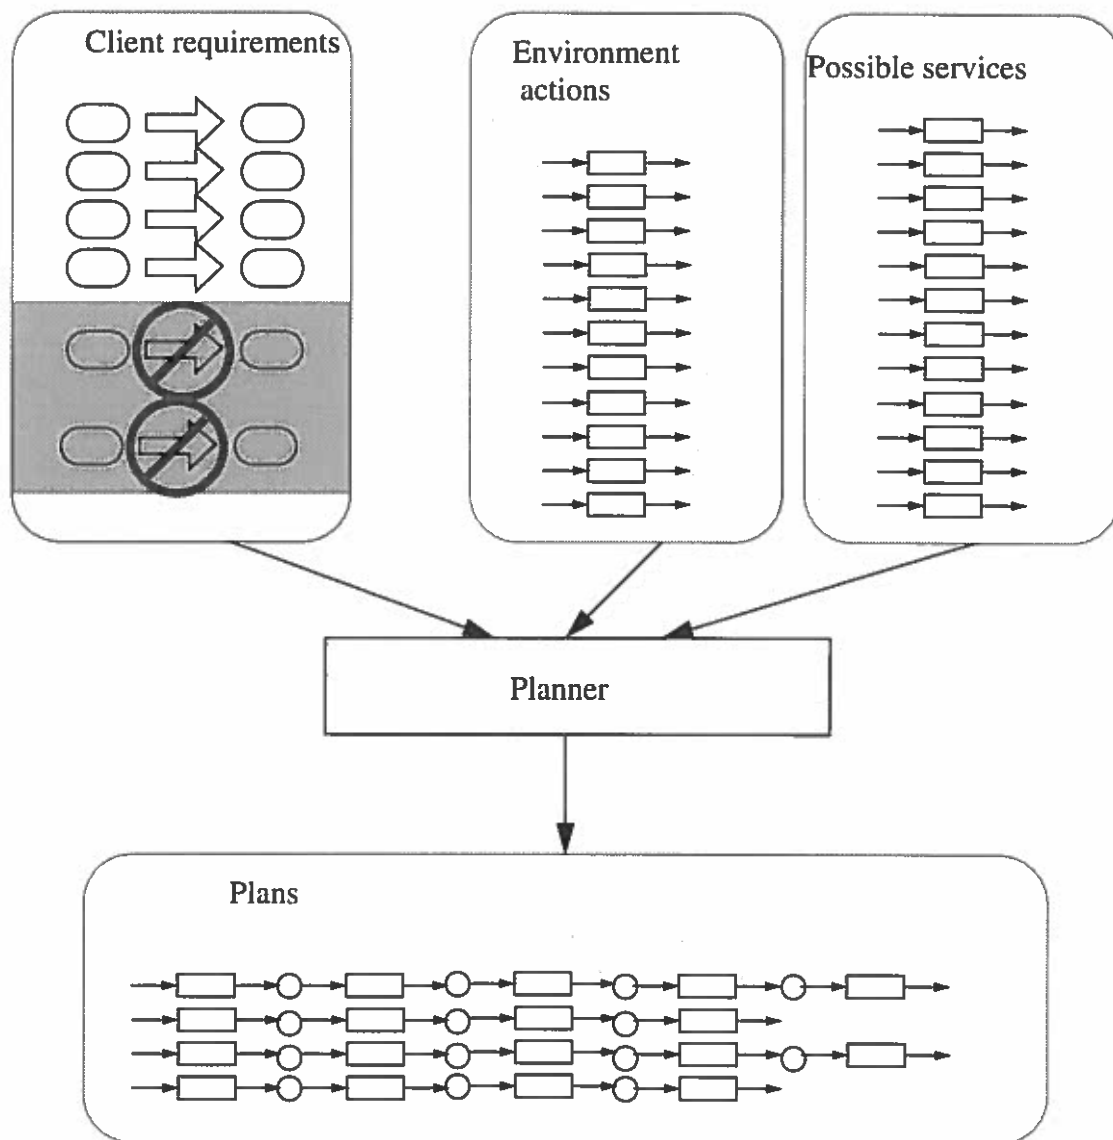 Client requirements
Environment
actions
Possible services
Planner
Plans